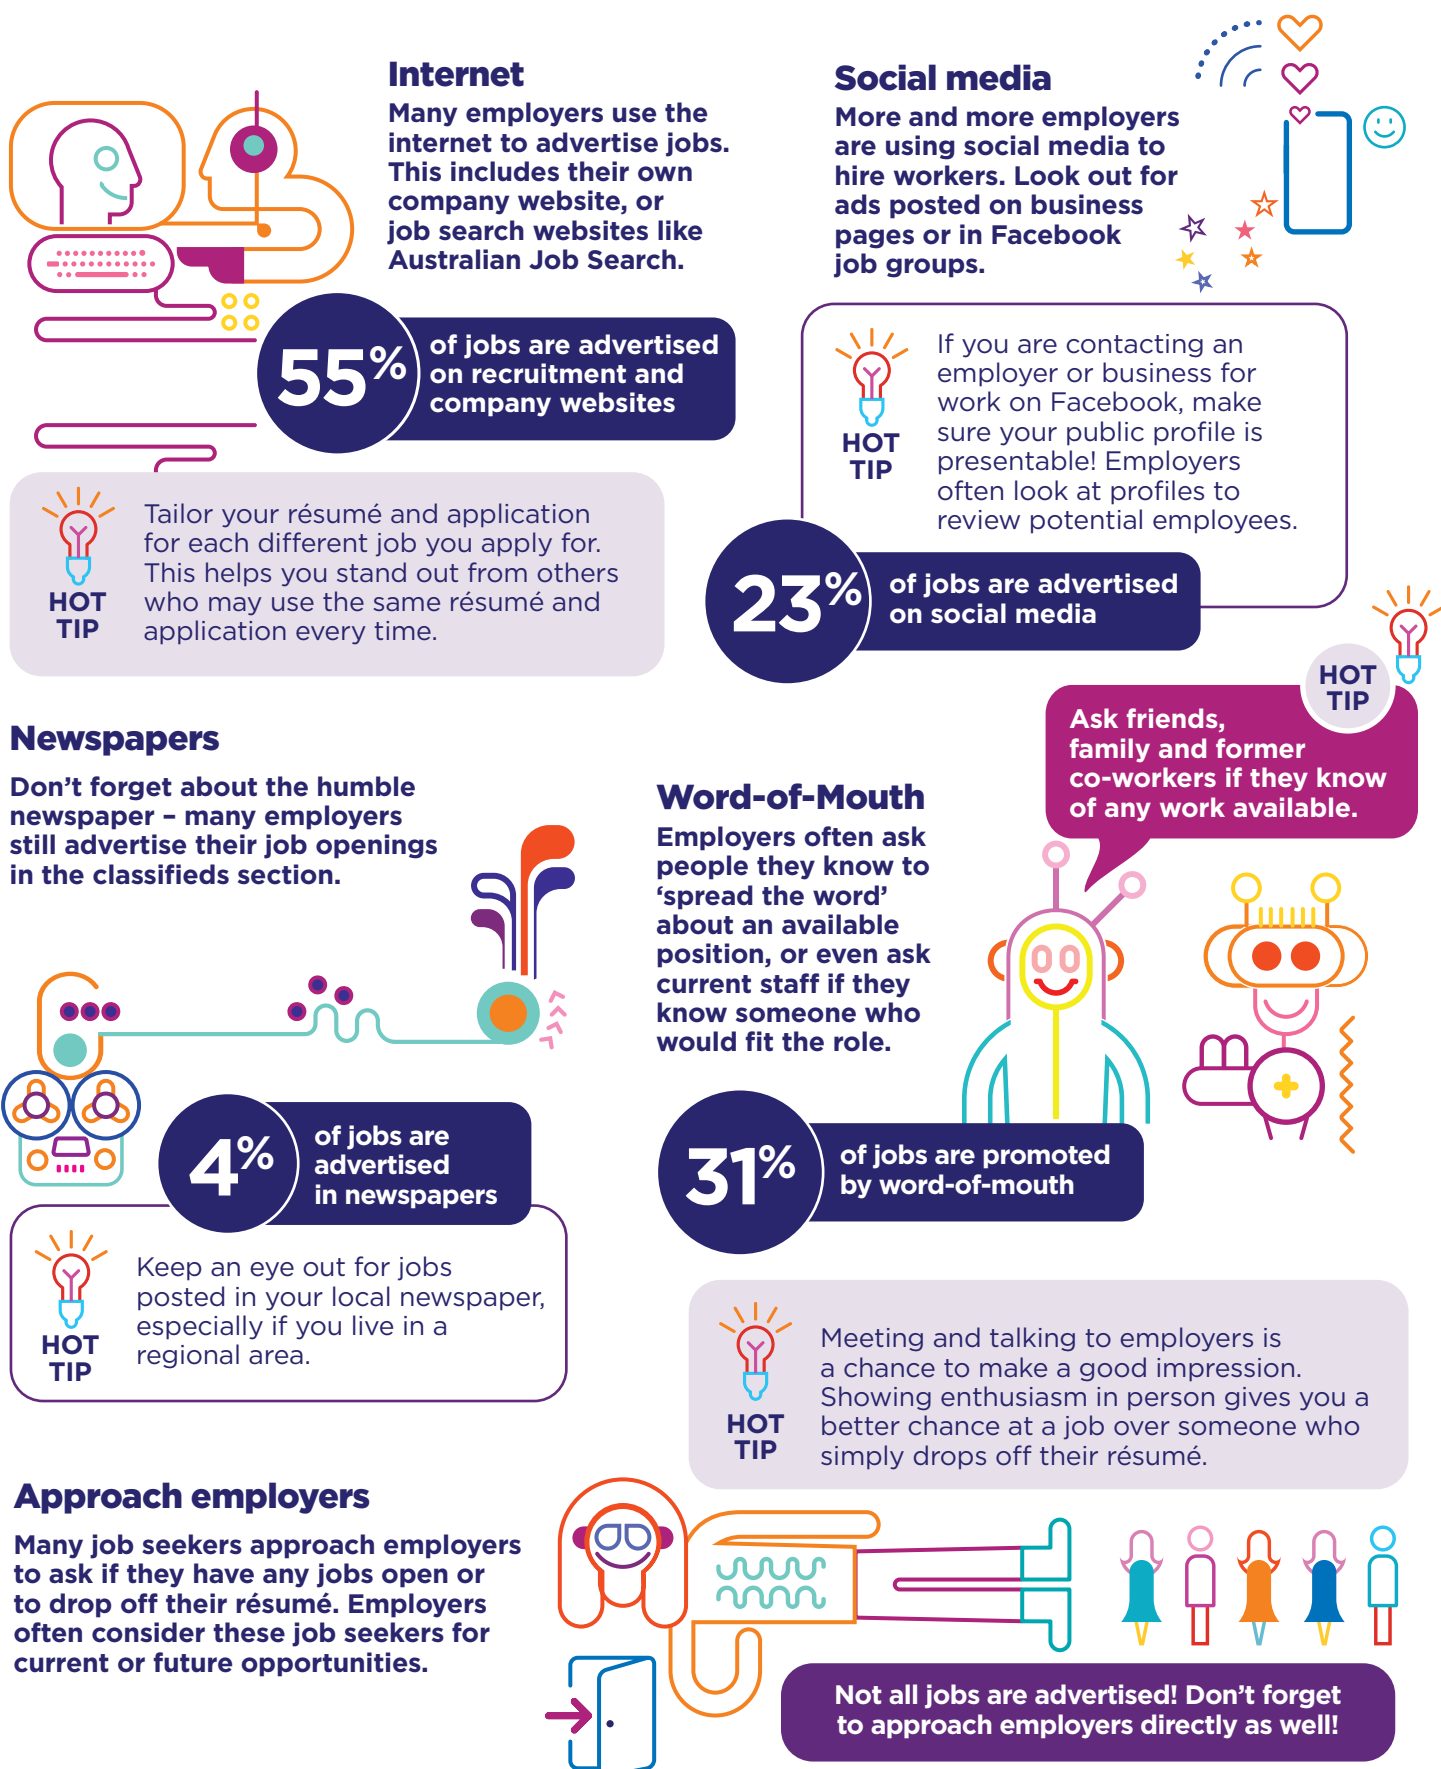 Internet
Many employers use the
internet to advertise jobs.
This includes their own
company website, or
job search websites like
Australian Job Search.
55%
of jobs are advertised
on recruitment and
company websites
HOT
TIP
Tailor your résumé and application
for each different job you apply for.
This helps you stand out from others
who may use the same résumé and
application every time.
Social media
More and more employers
are using social media to
hire workers. Look out for
ads posted on business
pages or in Facebook
job groups.
HOT
TIP
If you are contacting an
employer or business for
work on Facebook, make
sure your public profile is
presentable! Employers
often look at profiles to
review potential employees.
23%
of jobs are advertised
on social media
Newspapers
Don’t forget about the humble
newspaper – many employers
still advertise their job openings
in the classifieds section.
4%
of jobs are
advertised
in newspapers
HOT
TIP
Keep an eye out for jobs
posted in your local newspaper,
especially if you live in a
regional area.
Word-of-Mouth
Employers often ask
people they know to
‘spread the word’
about an available
position, or even ask
current staff if they
know someone who
would fit the role.
HOT
TIP
Ask friends,
family and former
co-workers if they know
of any work available.
31%
of jobs are promoted
by word-of-mouth
HOT
TIP
Meeting and talking to employers is
a chance to make a good impression.
Showing enthusiasm in person gives you a
better chance at a job over someone who
simply drops off their résumé.
Approach employers
Many job seekers approach employers
to ask if they have any jobs open or
to drop off their résumé. Employers
often consider these job seekers for
current or future opportunities.
Not all jobs are advertised! Don’t forget
to approach employers directly as well!